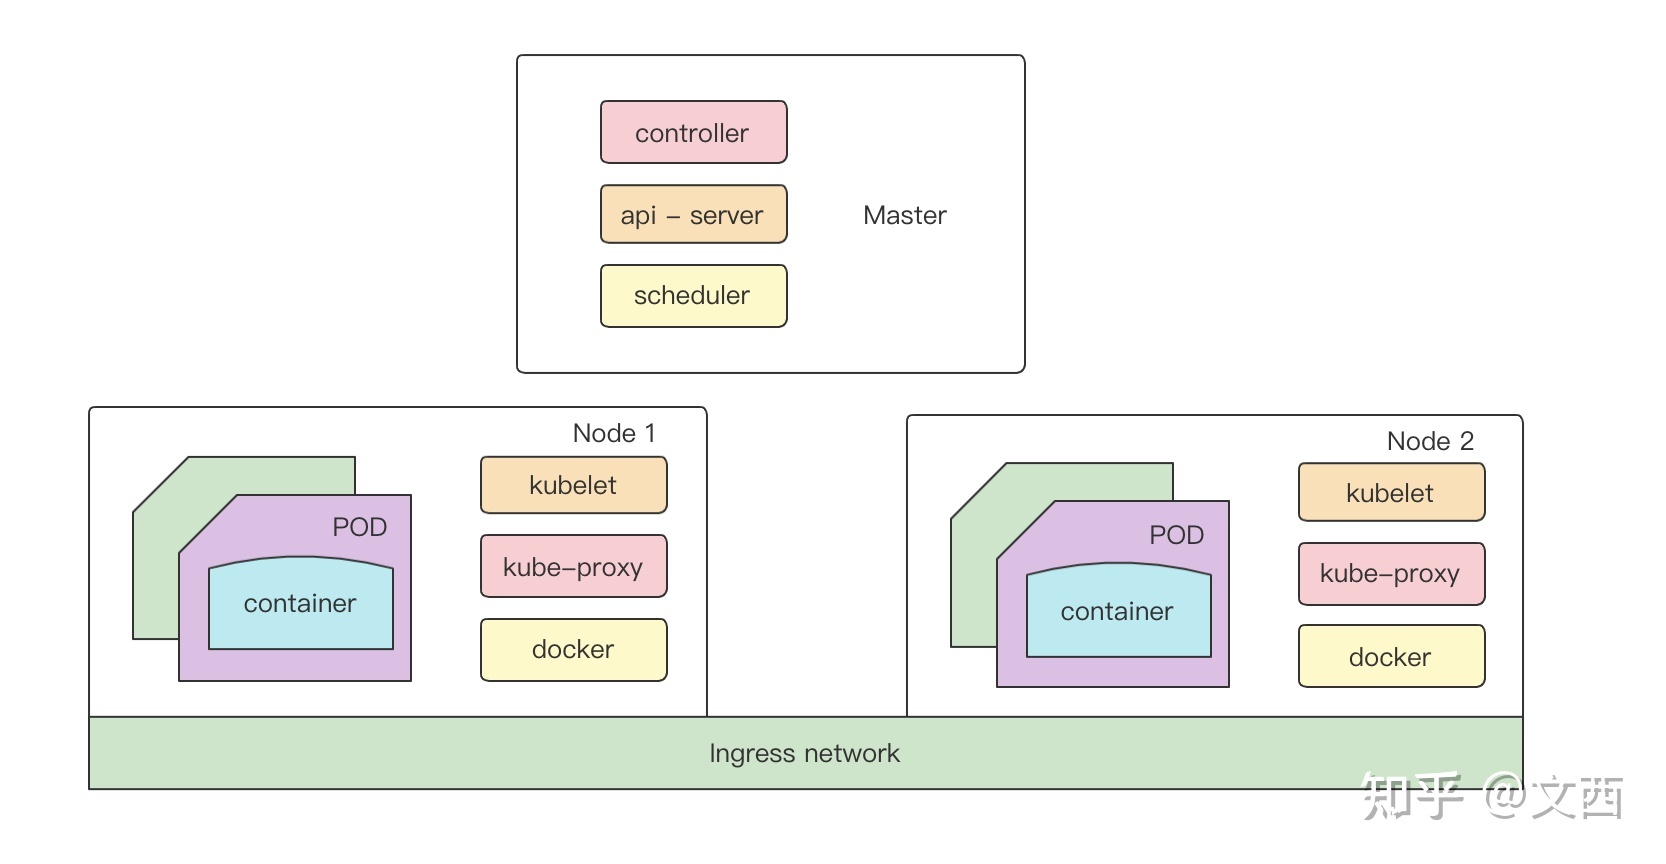 controller
api - server
Master
scheduler
Node 1
kubelet
POD
kube-proxy
container
docker
Node 2
kubelet
POD
kube-proxy
container
docker
Ingress network
知乎 @文西